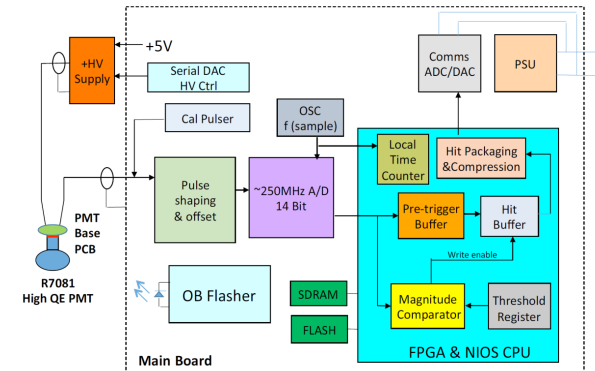 +HV
Supply
+5V
Serial DAC
HV Ctrl
Cal Pulser
OSC
f (sample)
Comms
ADC/DAC
PSU
Local
Time
Counter
Hit Packaging
&Compression
Pulse
shaping
& offset
~250MHz A/D
14 Bit
Pre-trigger
Buffer
Hit
Buffer
Write enable
PMT
Base
PCB
R7081
High QE PMT
OB Flasher
SDRAM
FLASH
Magnitude
Comparator
Threshold
Register
Main Board
FPGA & NIOS CPU